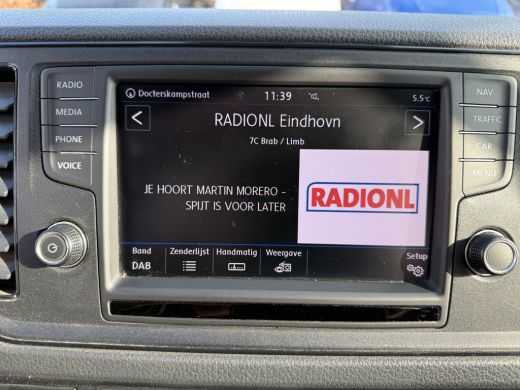 RADIO
MEDIA
PHONE
VOICE
Docterskampstraat
11:39
5.5°C
RADIONL Eindhovn
7C Brab / Limb
JE HOORT MARTIN MORERO -
SPIJT IS VOOR LATER
RADIONL
Band
DAB
Zenderlijst
Handmatig
Weergave
Setup
NAV
TRAFFIC
CAR
MENU